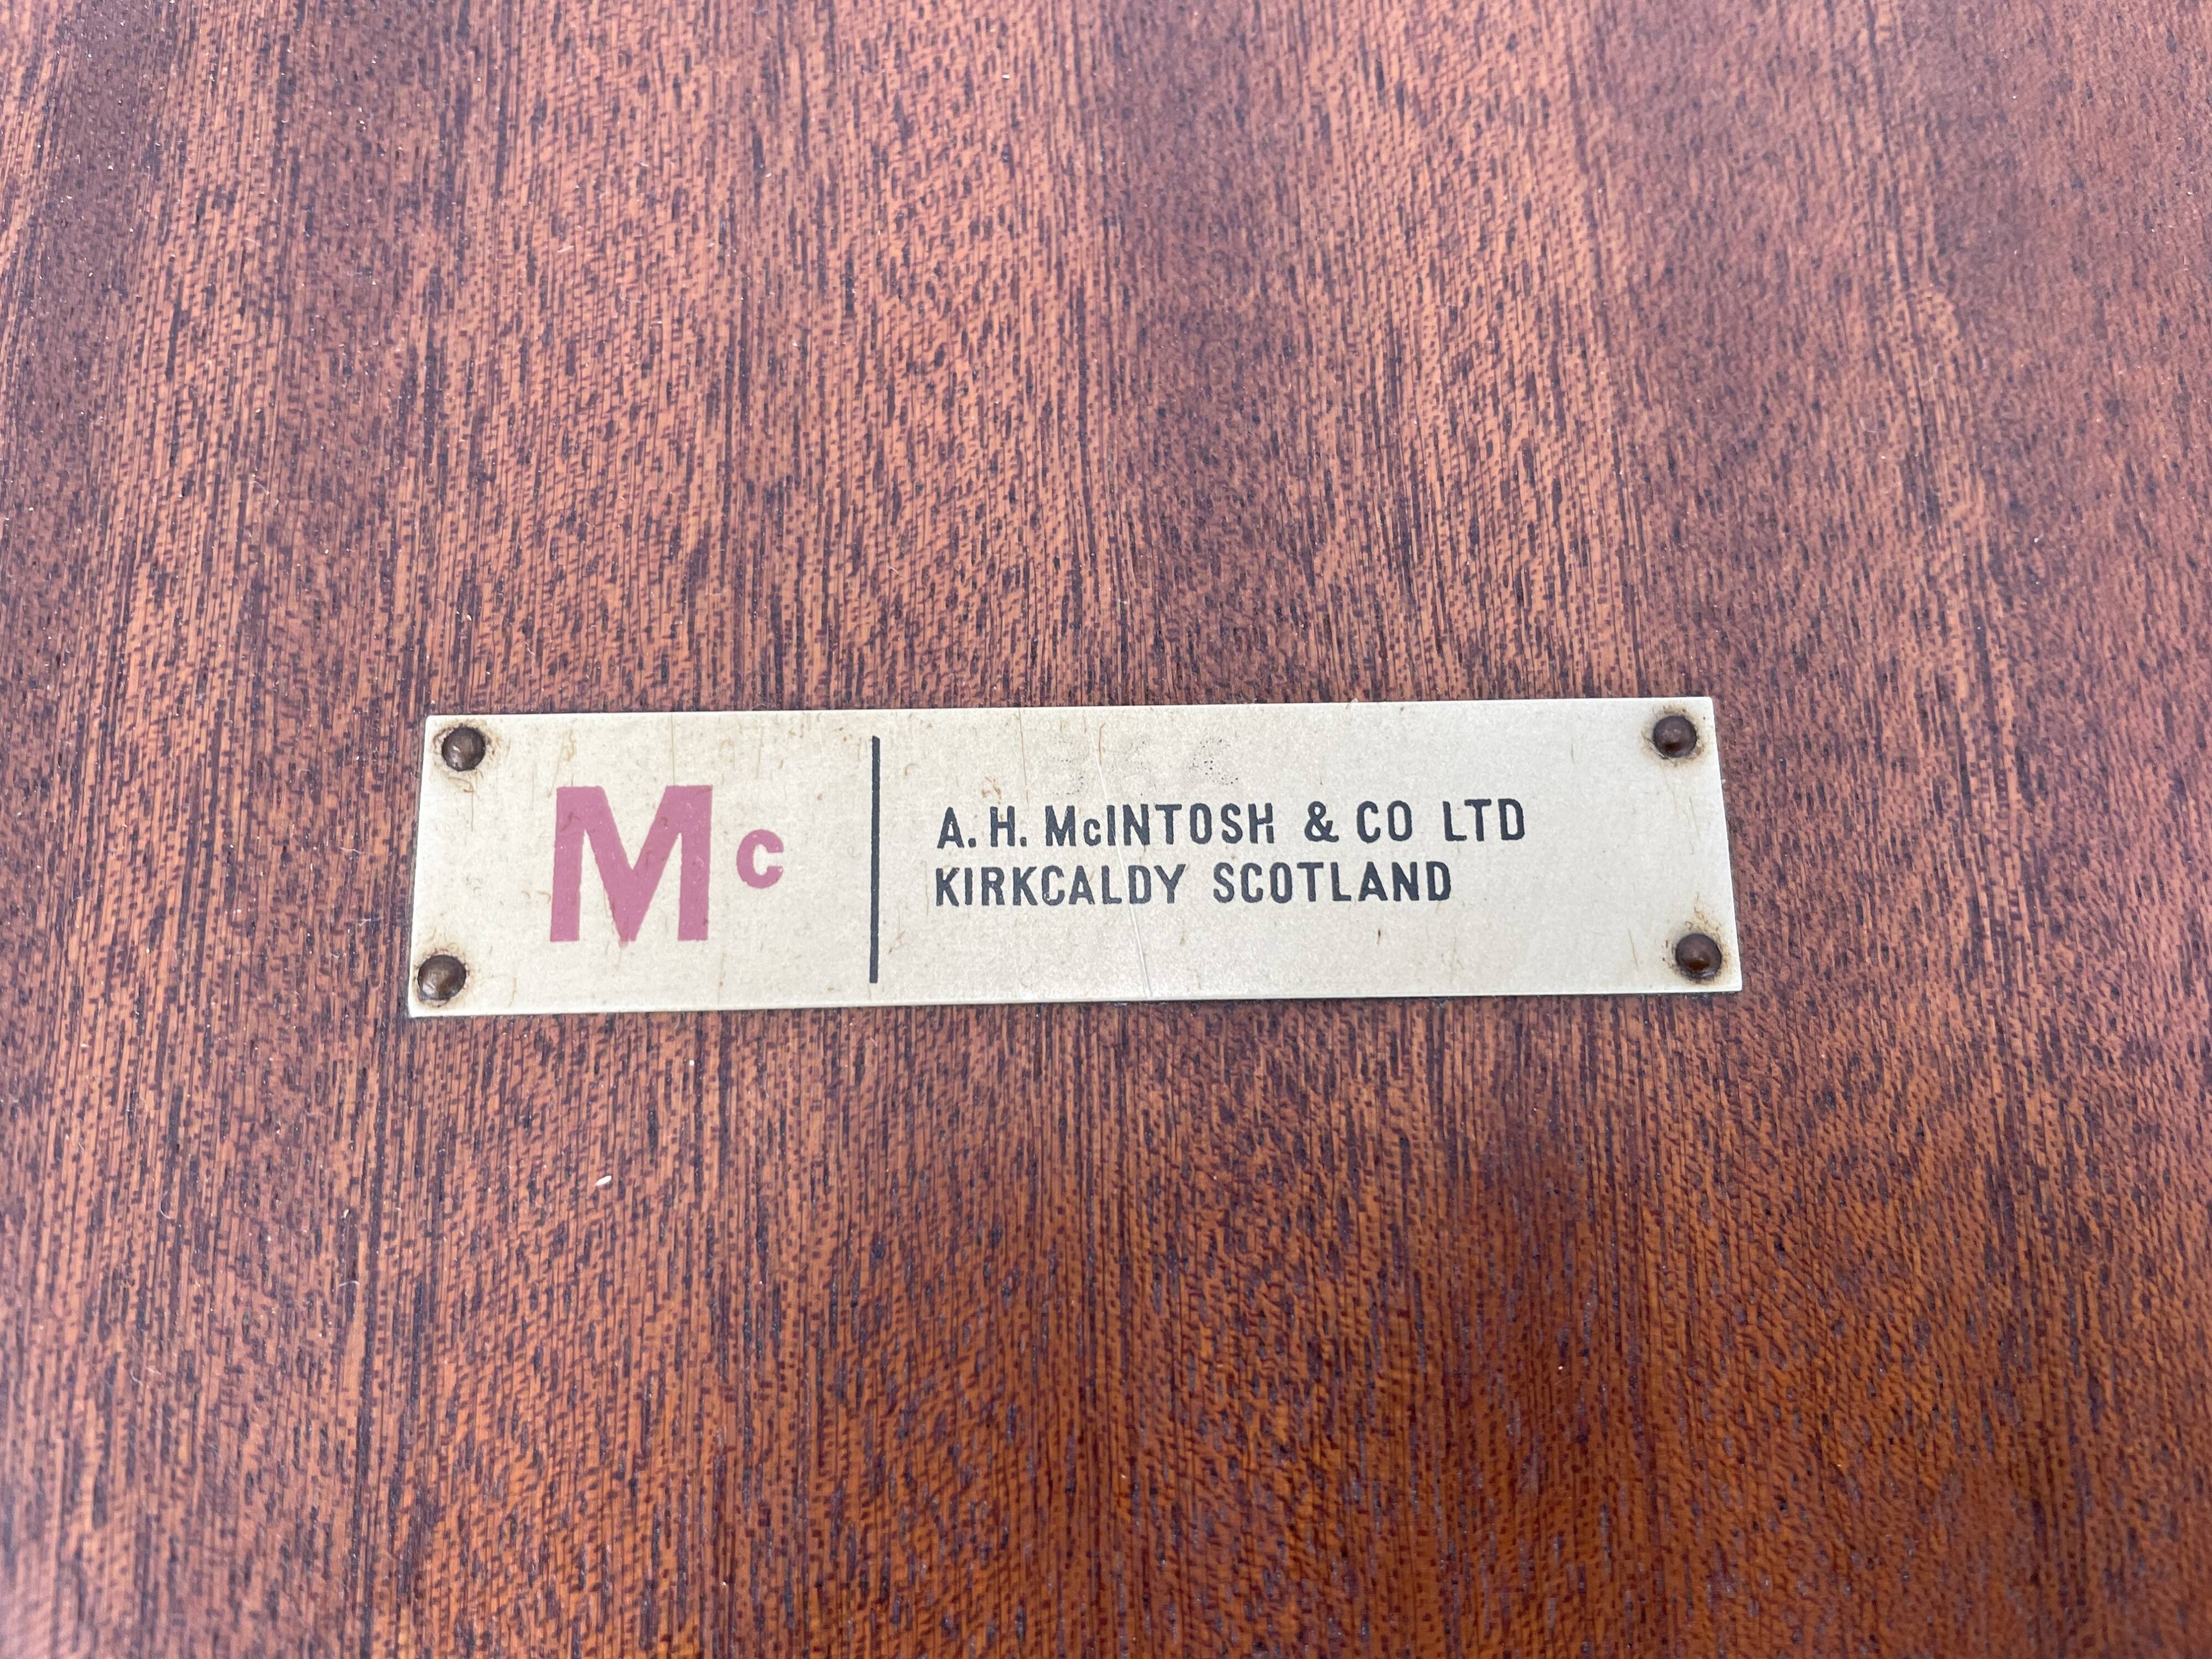 Mc
A. H. McINTOSH & CO LTD
KIRKCALDY SCOTLAND